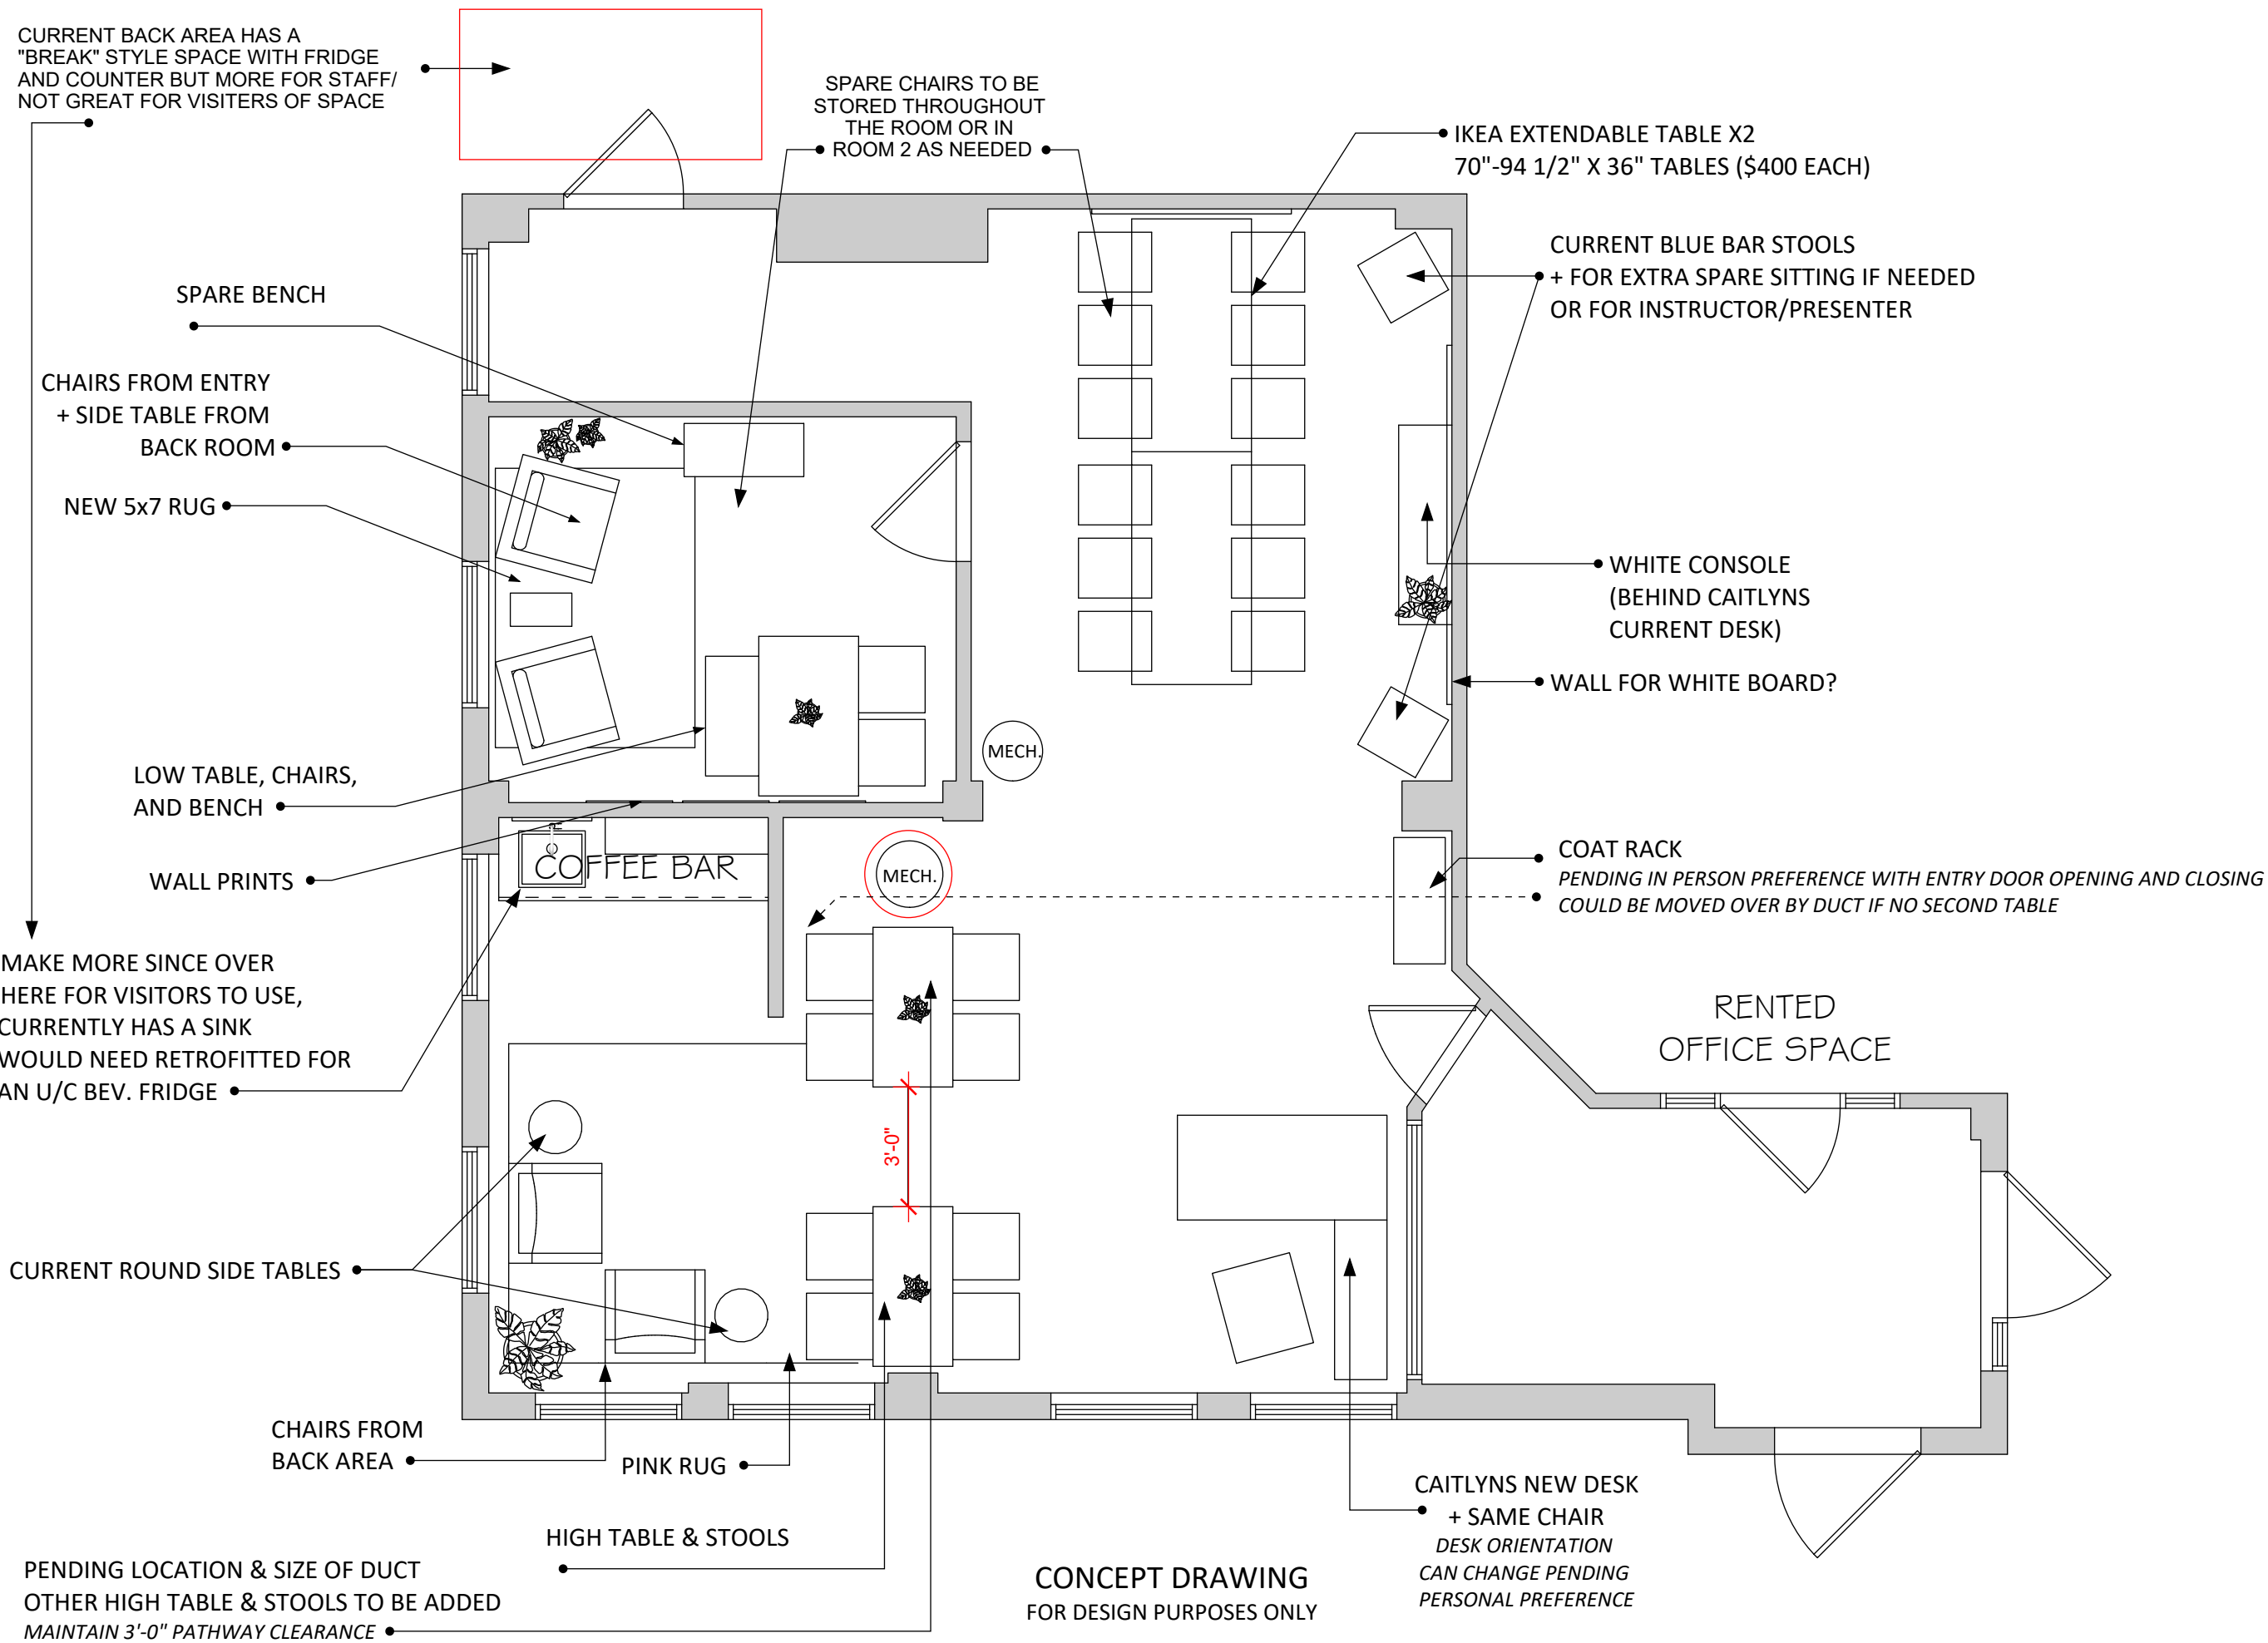 CURRENT BACK AREA HAS A
"BREAK" STYLE SPACE WITH FRIDGE
AND COUNTER BUT MORE FOR STAFF/
NOT GREAT FOR VISITERS OF SPACE
SPARE CHAIRS TO BE
STORED THROUGHOUT
THE ROOM OR IN
ROOM 2 AS NEEDED
IKEA EXTENDABLE TABLE X2
70"-94 1/2" X 36" TABLES ($400 EACH)
CURRENT BLUE BAR STOOLS
+ FOR EXTRA SPARE SITTING IF NEEDED
OR FOR INSTRUCTOR/PRESENTER
SPARE BENCH
CHAIRS FROM ENTRY
+ SIDE TABLE FROM
BACK ROOM
NEW 5x7 RUG
WHITE CONSOLE
(BEHIND CAITLYNS
CURRENT DESK)
WALL FOR WHITE BOARD?
MECH.
LOW TABLE, CHAIRS,
AND BENCH
WALL PRINTS
COFFEE BAR
MECH.
COAT RACK
PENDING IN PERSON PREFERENCE WITH ENTRY DOOR OPENING AND CLOSING
COULD BE MOVED OVER BY DUCT IF NO SECOND TABLE
MAKE MORE SINCE OVER
HERE FOR VISITORS TO USE,
CURRENTLY HAS A SINK
WOULD NEED RETROFITTED FOR
AN U/C BEV. FRIDGE
RENTED
OFFICE SPACE
3'-0"
CURRENT ROUND SIDE TABLES
CHAIRS FROM
BACK AREA
PINK RUG
HIGH TABLE & STOOLS
PENDING LOCATION & SIZE OF DUCT
OTHER HIGH TABLE & STOOLS TO BE ADDED
MAINTAIN 3'-0" PATHWAY CLEARANCE
CONCEPT DRAWING
FOR DESIGN PURPOSES ONLY
CAITLYNS NEW DESK
+ SAME CHAIR
DESK ORIENTATION
CAN CHANGE PENDING
PERSONAL PREFERENCE